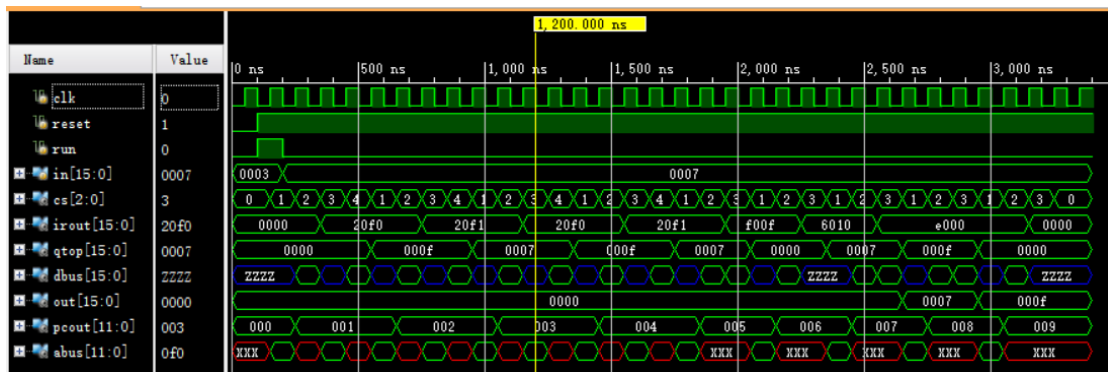 1,200.000 ns
Name Value 0 ns 500 ns 1,000 ns 1,500 ns 2,000 ns 2,500 ns 3,000 ns
clk 0
reset 1
run 0
in[15:0] 0007 0003 0007
cs[2:0] 3 0 1 2 3 4 1 2 3 4 1 2 3 4 1 2 3 4 1 2 3 1 2 3 1 2 3 1 2 3 1 2 3 0
irout[15:0] 20f0 0000 20f0 20f1 20f0 20f1 f00f 6010 e000 0000
qtop[15:0] 0007 0000 000f 0007 000f 0007 0000 0007 000f 0000
dbus[15:0] ZZZZ ZZZZ ZZZZ ZZZZ
out[15:0] 0000 0000 0007 000f
pcout[11:0] 003 000 001 002 003 004 005 006 007 008 009
abus[11:0] 0f0 XXX XXX XXX XXX XXX XXX